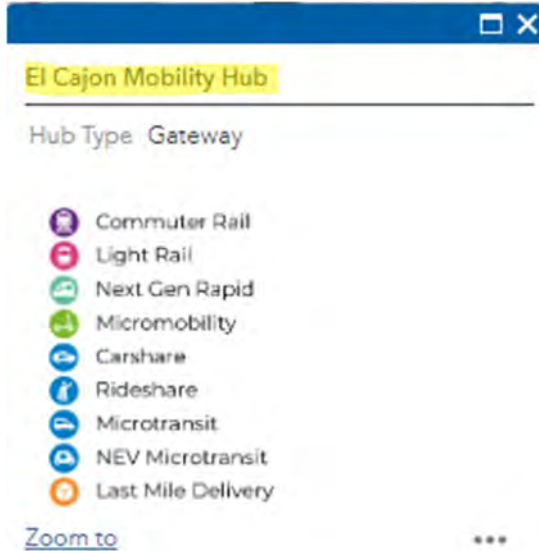 El Cajon Mobility Hub
Hub Type Gateway
Commuter Rail
Light Rail
Next Gen Rapid
Micromobility
Carshare
Rideshare
Microtransit
NEV Microtransit
Last Mile Delivery
Zoom to